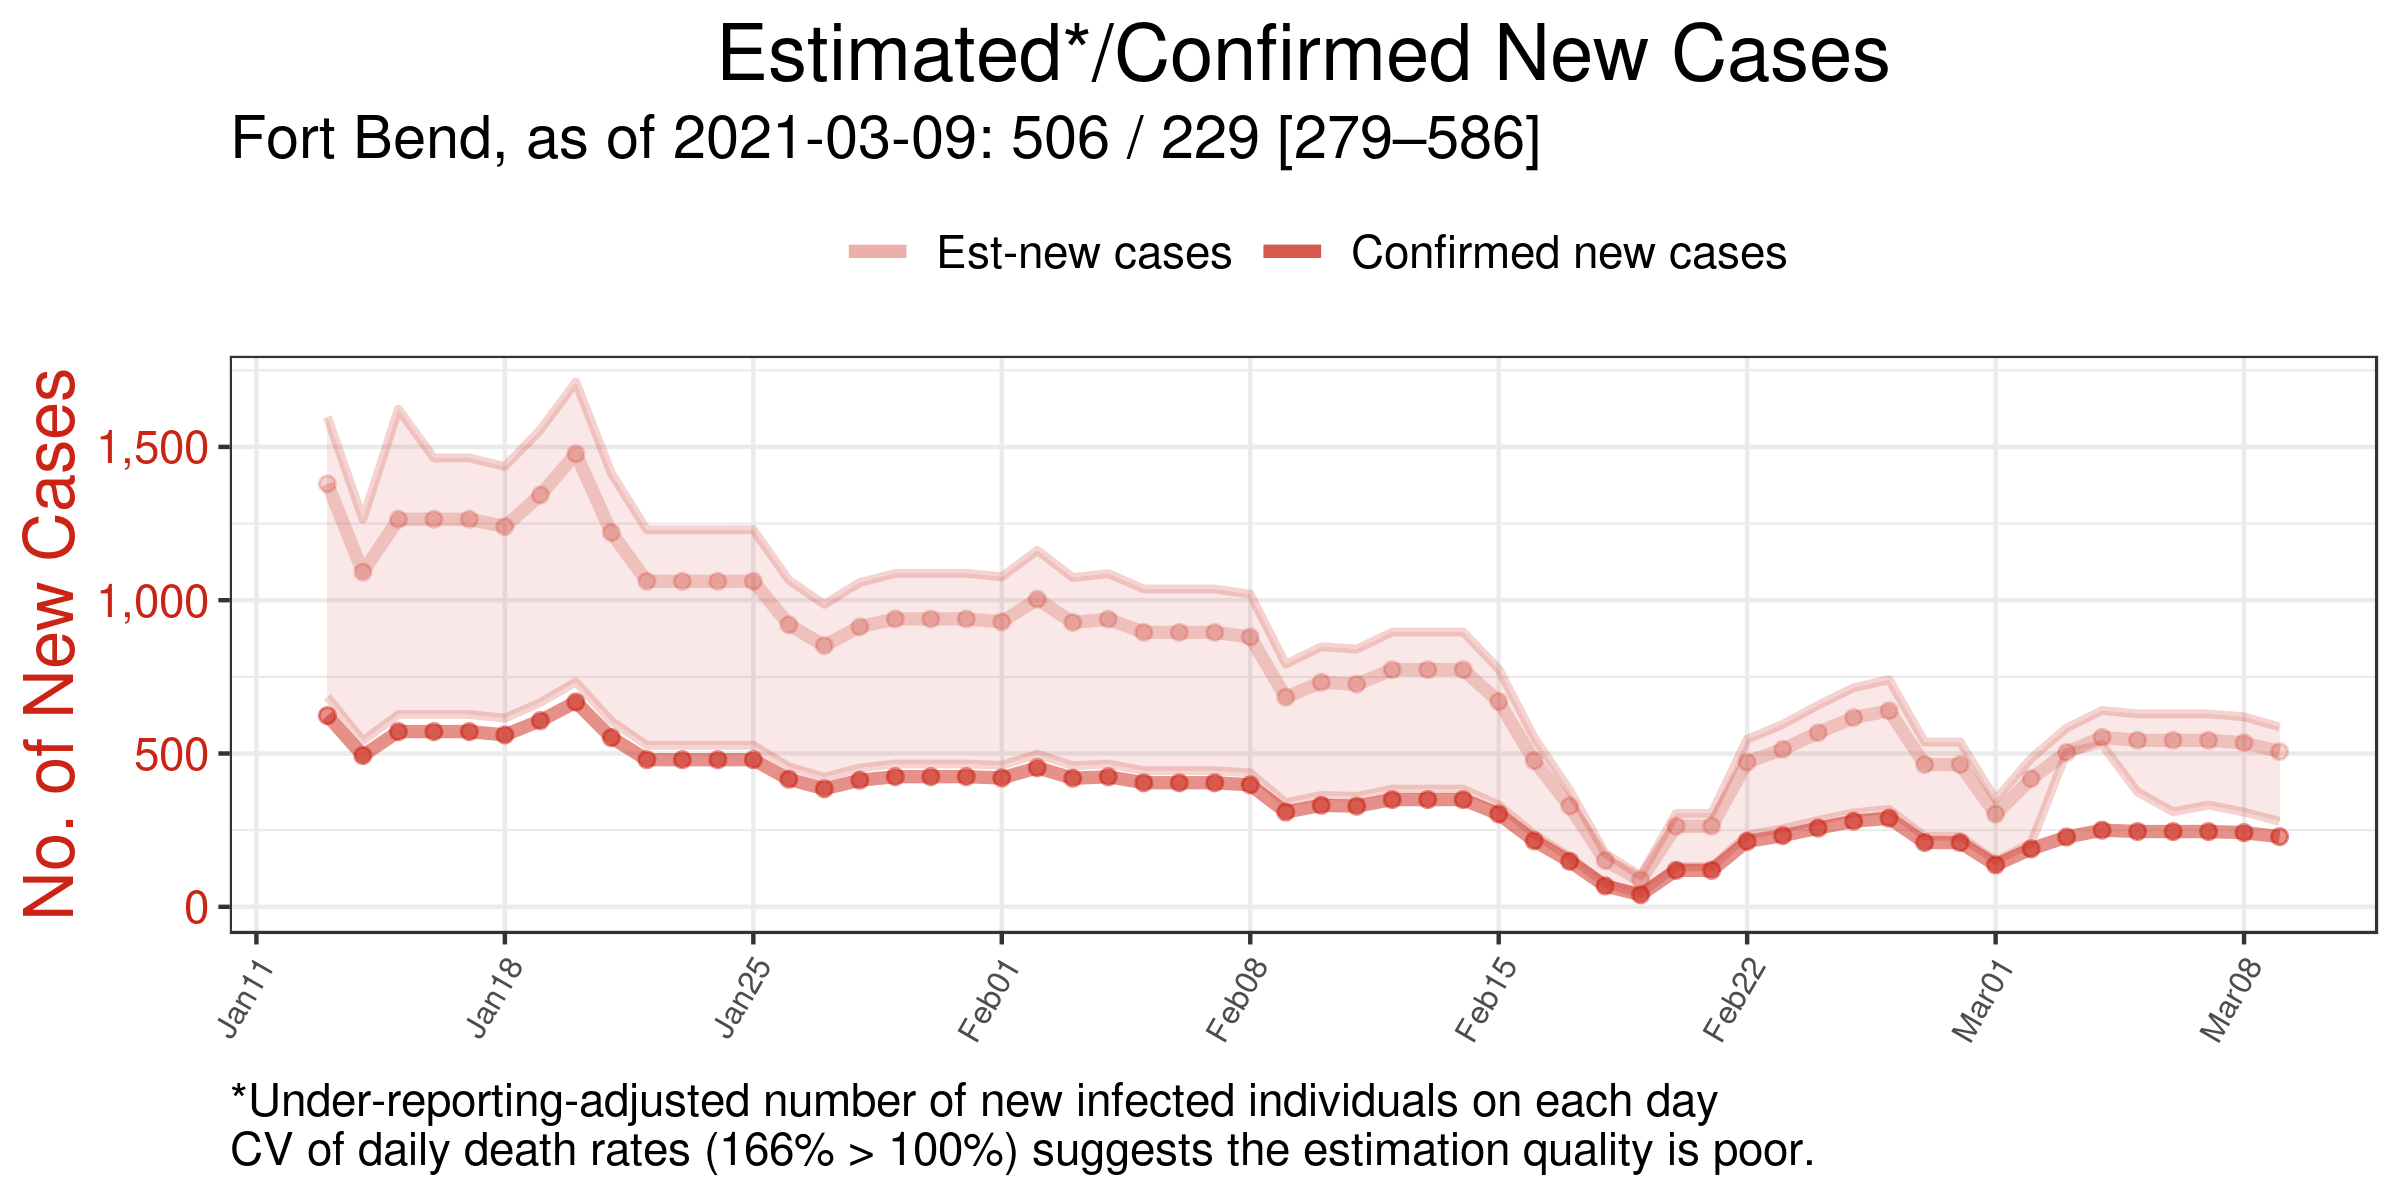 Estimated*/Confirmed New Cases
Fort Bend, as of 2021-03-09: 506 / 229 [279–586]
Est-new cases
Confirmed new cases
No. of New Cases
1,500
1,000
500
0
Jan11
Jan18
Jan25
Feb01
Feb08
Feb15
Feb22
Mar01
Mar08
*Under-reporting-adjusted number of new infected individuals on each day
CV of daily death rates (166% > 100%) suggests the estimation quality is poor.